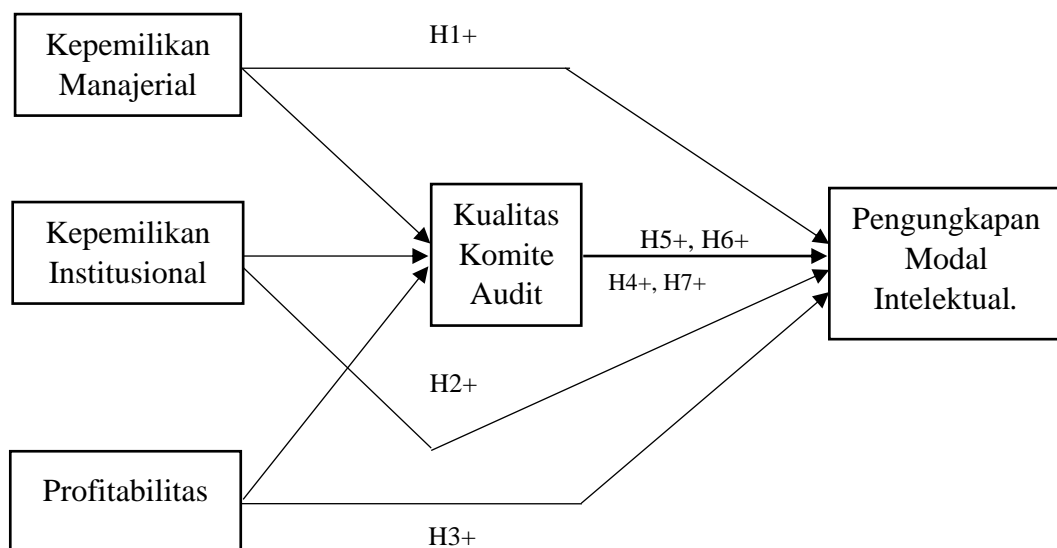 H1+
Kepemilikan
Manajerial
Kepemilikan
Institusional
Kualitas
Komite
Audit
H5+, H6+
H4+, H7+
Pengungkapan
Modal
Intelektual.
H2+
Profitabilitas
H3+